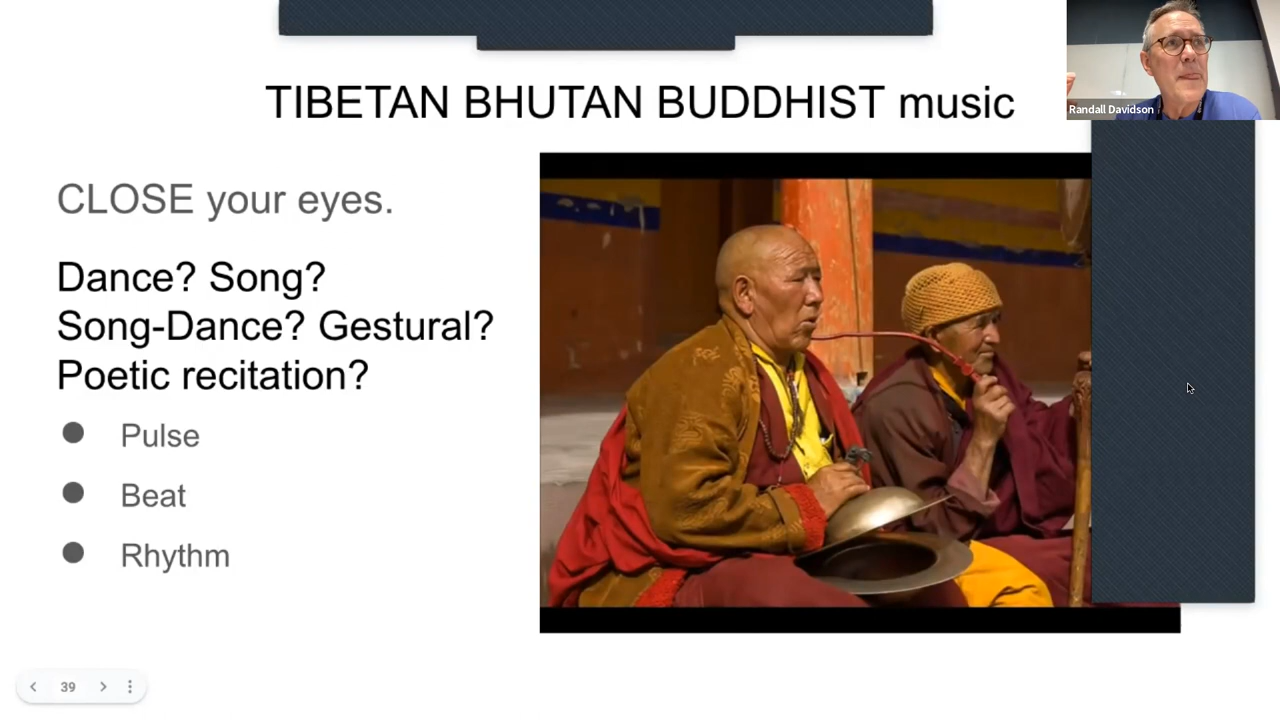 TIBETAN BHUTAN BUDDHIST music
Randall Davidson
CLOSE your eyes.
Dance? Song?
Song-Dance? Gestural?
Poetic recitation?
Pulse
Beat
Rhythm
39